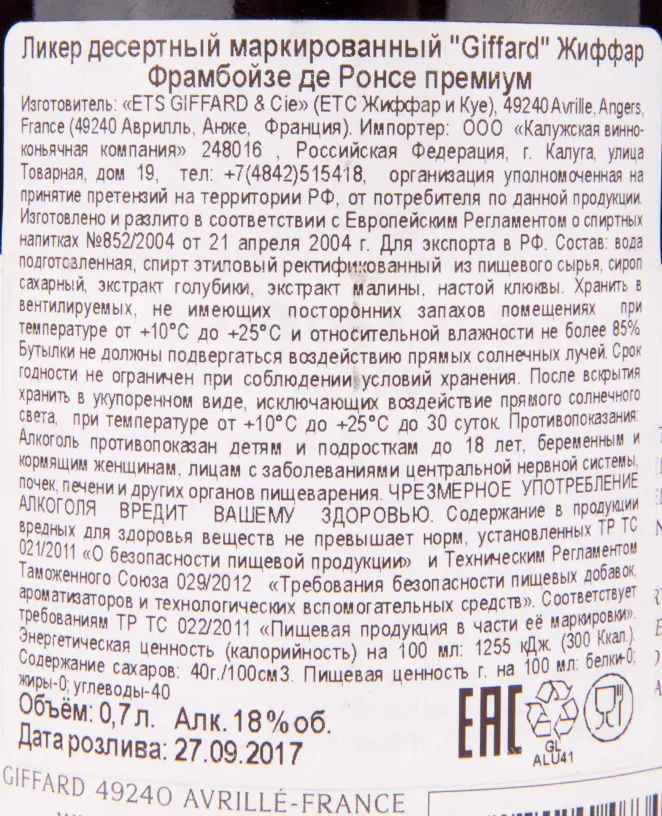 Ликер десертный маркированный "Giffard" Жиффар
Фрамбойзе де Ронсе премиум
Изготовитель: «ETS GIFFARD & Cie» (ЕТС Жиффар и Куе), 49240 Avrille, Angers,
France (49240 Аврилль, Анже, Франция). Импортер: ООО «Калужская винно-
коньячная компания» 248016 , Российская Федерация, г. Калуга, улица
Товарная, дом 19, тел: +7(4842)515418, организация уполномоченная на
принятие претензий на территории РФ, от потребителя по данной продукции.
Изготовлено и разлито в соответствии с Европейским Регламентом о спиртных
напитках №852/2004 от 21 апреля 2004 г. Для экспорта в РФ. Состав: вода
подготовленная, спирт этиловый ректификованный из пищевого сырья, сироп
сахарный, экстракт голубики, экстракт малины, настой клюквы. Хранить в
вентилируемых, не имеющих посторонних запахов помещениях при
температуре от +10°С до +25°С и относительной влажности не более 85%
Бутылки не должны подвергаться воздействию прямых солнечных лучей. Срок
годности не ограничен при соблюдении условий хранения. После вскрытия
хранить в укупоренном виде, исключающих воздействие прямого солнечного
света, при температуре от +10°С до +25°С до 30 суток. Противопоказания:
Алкоголь противопоказан детям и подросткам до 18 лет, беременным и
кормящим женщинам, лицам с заболеваниями центральной нервной системы,
почек, печени и других органов пищеварения. ЧРЕЗМЕРНОЕ УПОТРЕБЛЕНИЕ
АЛКОГОЛЯ ВРЕДИТ ВАШЕМУ ЗДОРОВЬЮ. Содержание в продукции
вредных для здоровья веществ не превышает норм, установленных ТР ТС
021/2011 «О безопасности пищевой продукции» и Техническим Регламентом
Таможенного Союза 029/2012 «Требования безопасности пищевых добавок,
ароматизаторов и технологических вспомогательных средств». Соответствует
требованиям ТР ТС 022/2011 «Пищевая продукция в части её маркировки».
Энергетическая ценность (калорийность) на 100 мл: 1255 кДж. (300 Ккал.)
Содержание сахаров: 40г./100см3. Пищевая ценность г. на 100 мл: белки-0;
жиры-0; углеводы-40
Объём: 0,7 л. Алк. 18 % об.
Дата розлива: 27.09.2017
EAC
GL
ALU41
GIFFARD 49240 AVRILLÉ-FRANCE